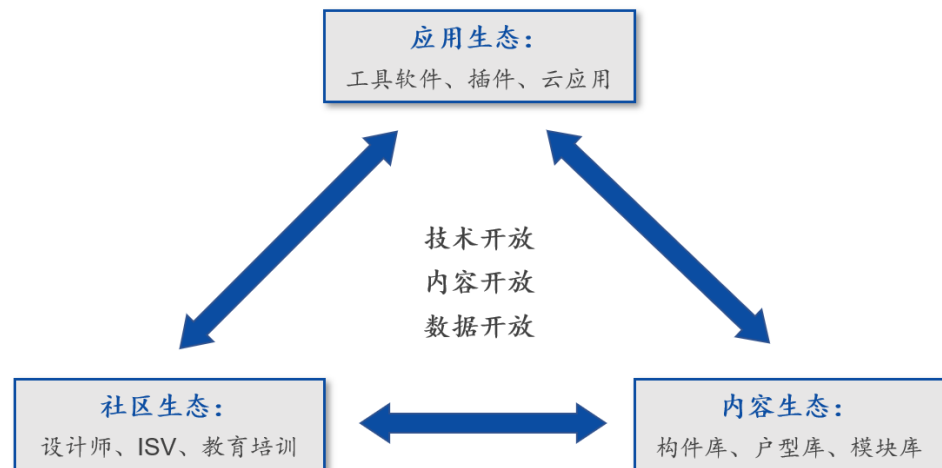 应用生态：
工具软件、插件、云应用
技术开放
内容开放
数据开放
社区生态：
设计师、ISV、教育培训
内容生态：
构件库、户型库、模块库